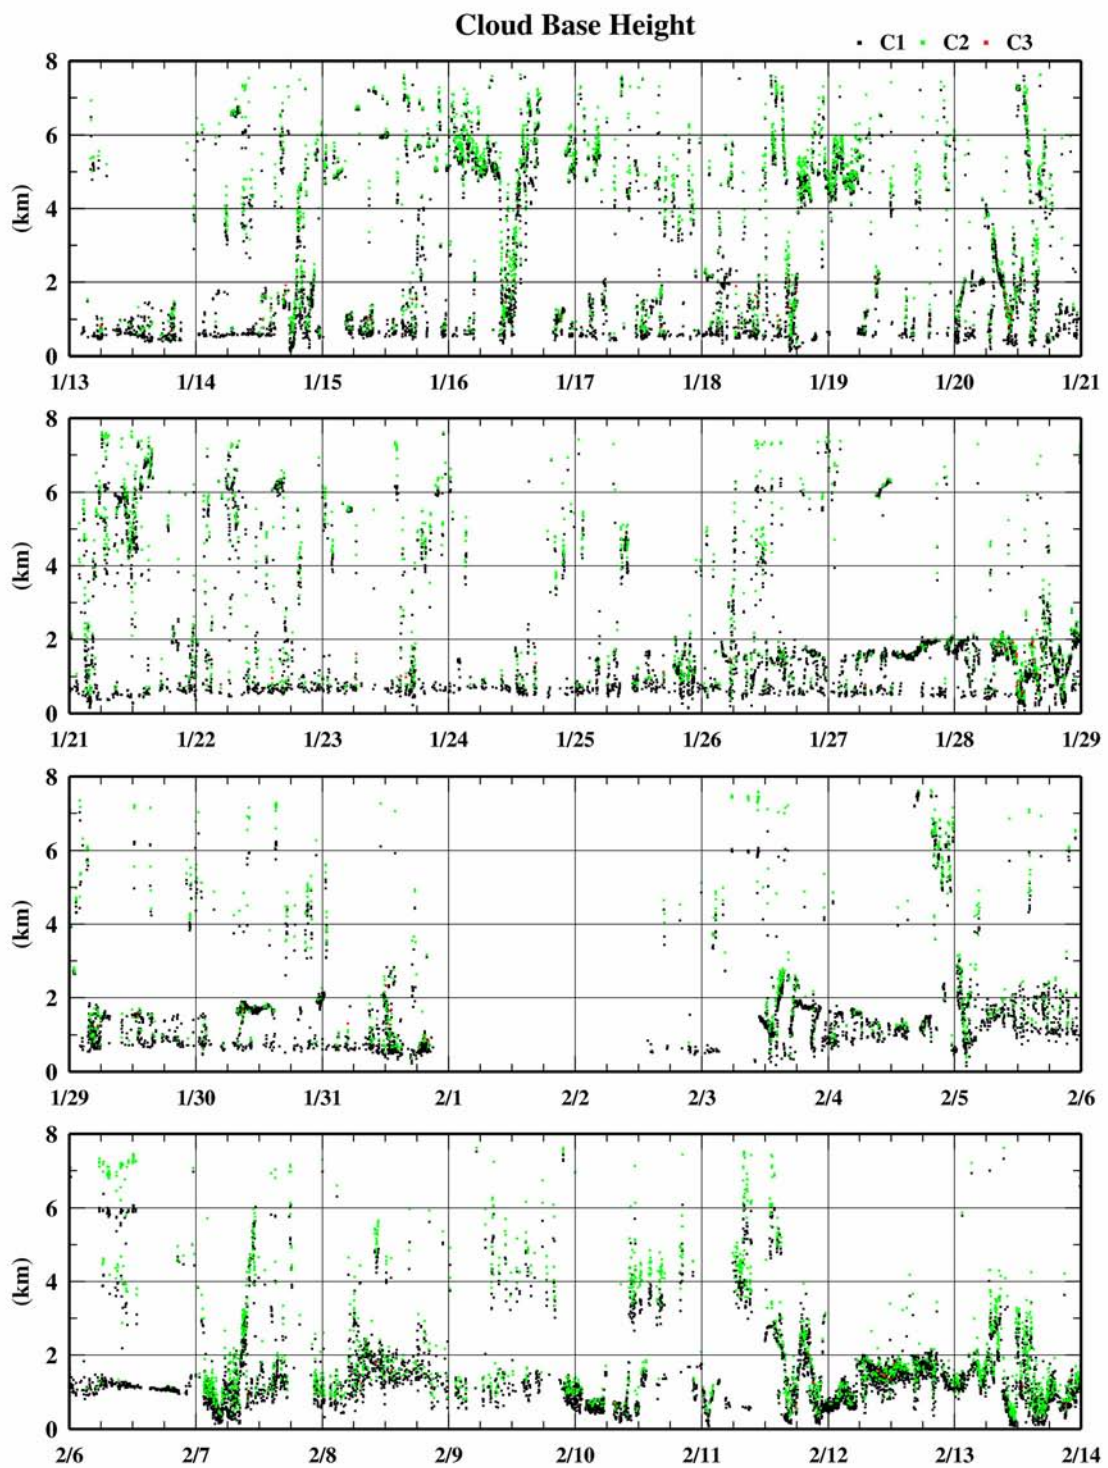 Cloud Base Height
C1 C2 C3
8
6
(km)
4
2
0
1/13 1/14 1/15 1/16 1/17 1/18 1/19 1/20 1/21
8
6
(km)
4
2
0
1/21 1/22 1/23 1/24 1/25 1/26 1/27 1/28 1/29
8
6
(km)
4
2
0
1/29 1/30 1/31 2/1 2/2 2/3 2/4 2/5 2/6
8
6
(km)
4
2
0
2/6 2/7 2/8 2/9 2/10 2/11 2/12 2/13 2/14